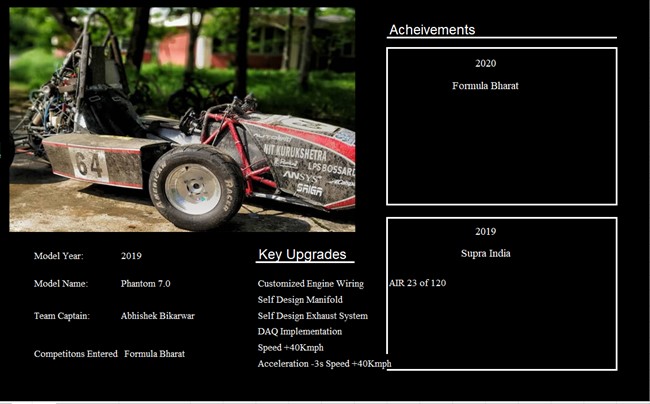 64
AMERICAN RACER
NIT KURUKSHETRA
LPS BOSSARD
ANSYS
Acheivements
2020
Formula Bharat
2019
Supra India
AIR 23 of 120
Model Year: 2019
Model Name: Phantom 7.0
Team Captain: Abhishek Bikarwar
Competitons Entered Formula Bharat
Key Upgrades
Customized Engine Wiring
Self Design Manifold
Self Design Exhaust System
DAQ Implementation
Speed +40Kmph
Acceleration -3s Speed +40Kmph